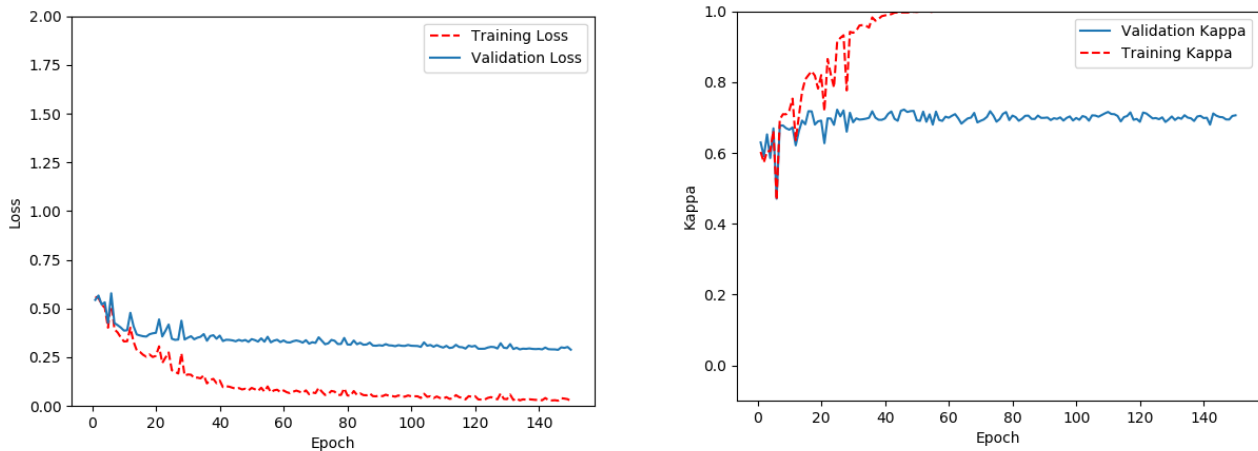 2.00
1.75
1.50
1.25
1.00
0.75
0.50
0.25
0.00
Loss
Training Loss
Validation Loss
0 20 40 60 80 100 120 140
Epoch
1.0
0.8
0.6
0.4
0.2
0.0
Kappa
Validation Kappa
Training Kappa
0 20 40 60 80 100 120 140
Epoch